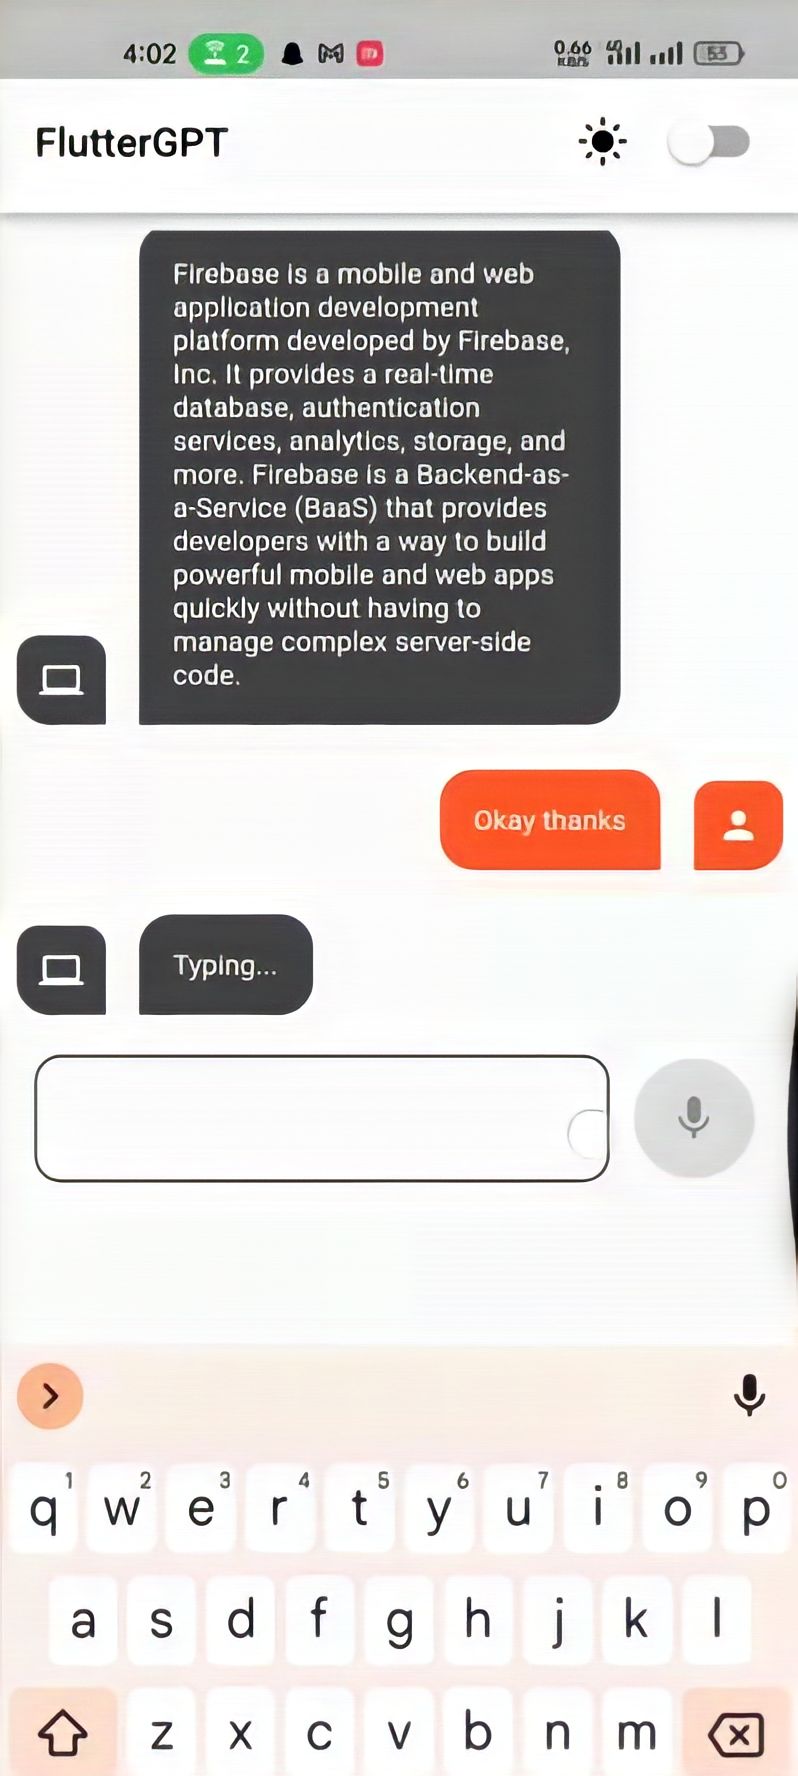 4:02 2 0.66 KB/S 4G 53
FlutterGPT
Firebase is a mobile and web
application development
platform developed by Firebase,
Inc. It provides a real-time
database, authentication
services, analytics, storage, and
more. Firebase is a Backend-as-
a-Service (BaaS) that provides
developers with a way to build
powerful mobile and web apps
quickly without having to
manage complex server-side
code.
Okay thanks
Typing...
1 2 3 4 5 6 7 8 9 0
q w e r t y u i o p
a s d f g h j k l
z x c v b n m